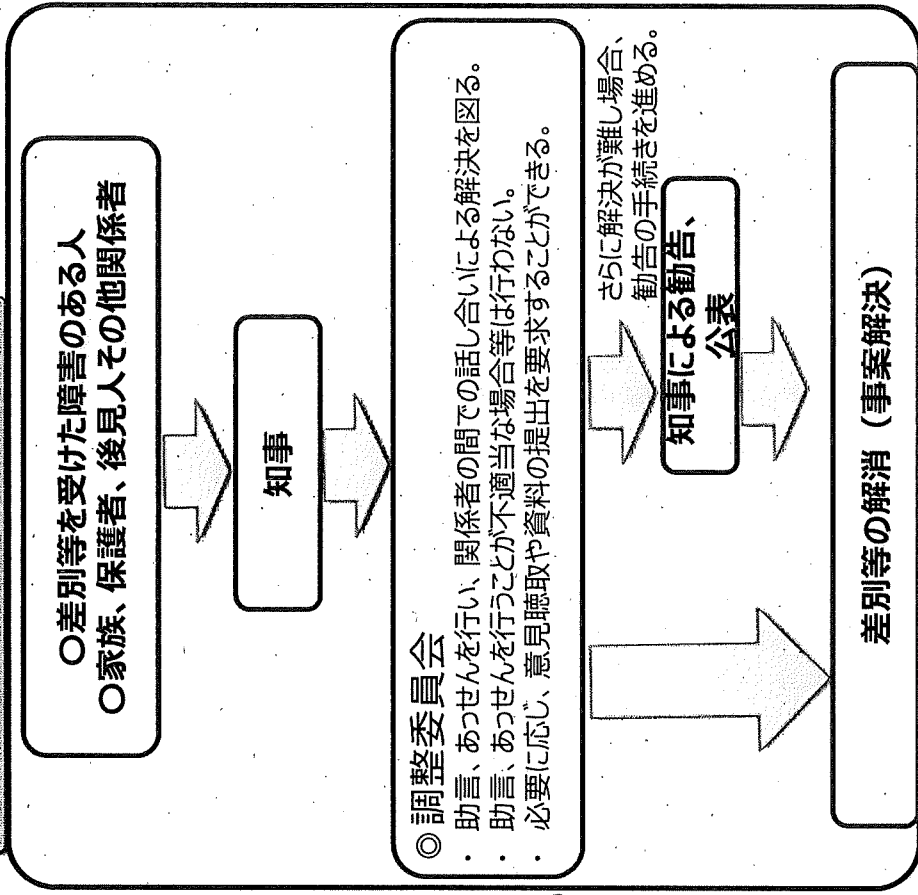 ○差別等を受けた障害のある人
○家族、保護者、後見人その他関係者
知事
◎調整委員会
・助言、あっせんを行い、関係者の間での話し合いによる解決を図る。
・助言、あっせんを行うことが不適当な場合等は行わない。
・必要に応じ、意見聴取や資料の提出を要求することができる。
さらに解決が難し場合、
勧告の手続きを進める。
知事による勧告、
公表
差別等の解消（事案解決）